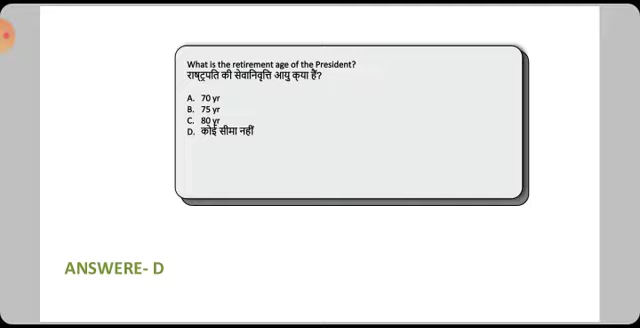 What is the retirement age of the President?
राष्ट्रपति की सेवानिवृत्ति आयु क्या हैं?
A. 70 yr
B. 75 yr
C. 80 yr
D. कोई सीमा नहीं
ANSWERE- D